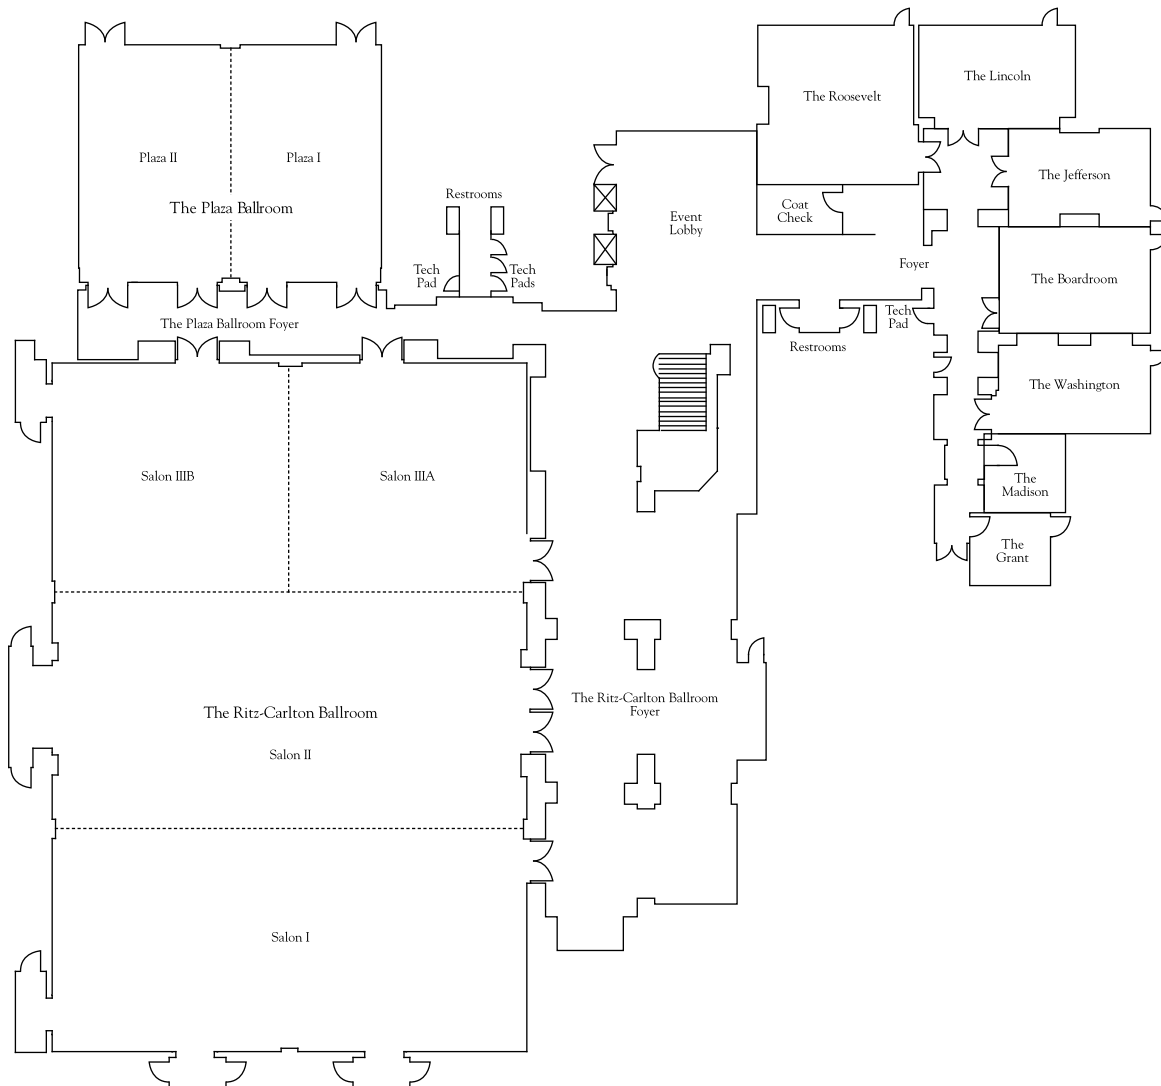 The Lincoln
The Roosevelt
Plaza II
Plaza I
The Jefferson
Restrooms
The Plaza Ballroom
Coat
Check
Event
Lobby
Foyer
Tech
Pad
Tech
Pads
The Boardroom
The Plaza Ballroom Foyer
Tech
Pad
Restrooms
The Washington
Salon IIIB
Salon IIIA
The
Madison
The
Grant
The Ritz-Carlton Ballroom
Foyer
The Ritz-Carlton Ballroom
Salon II
Salon I